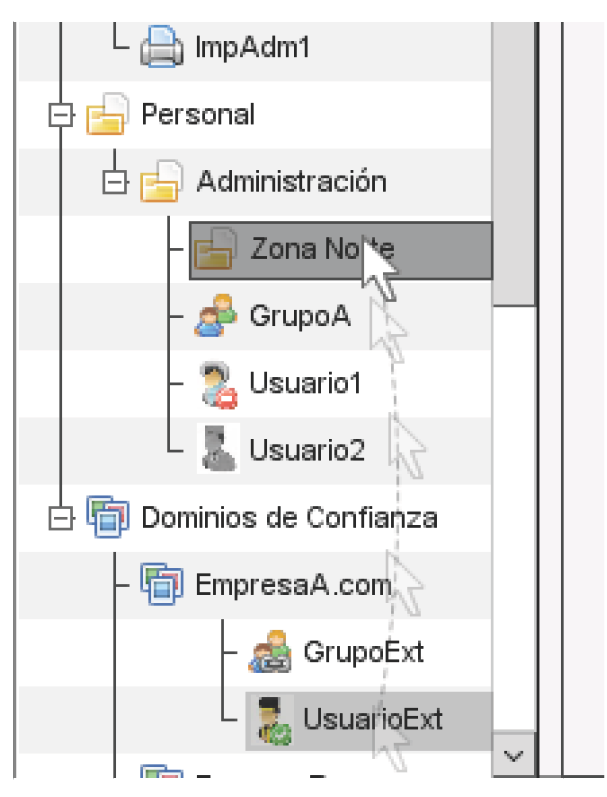 ImpAdm1
Personal
Administración
Zona Norte
GrupoA
Usuario1
Usuario2
Dominios de Confianza
EmpresaA.com
GrupoExt
UsuarioExt